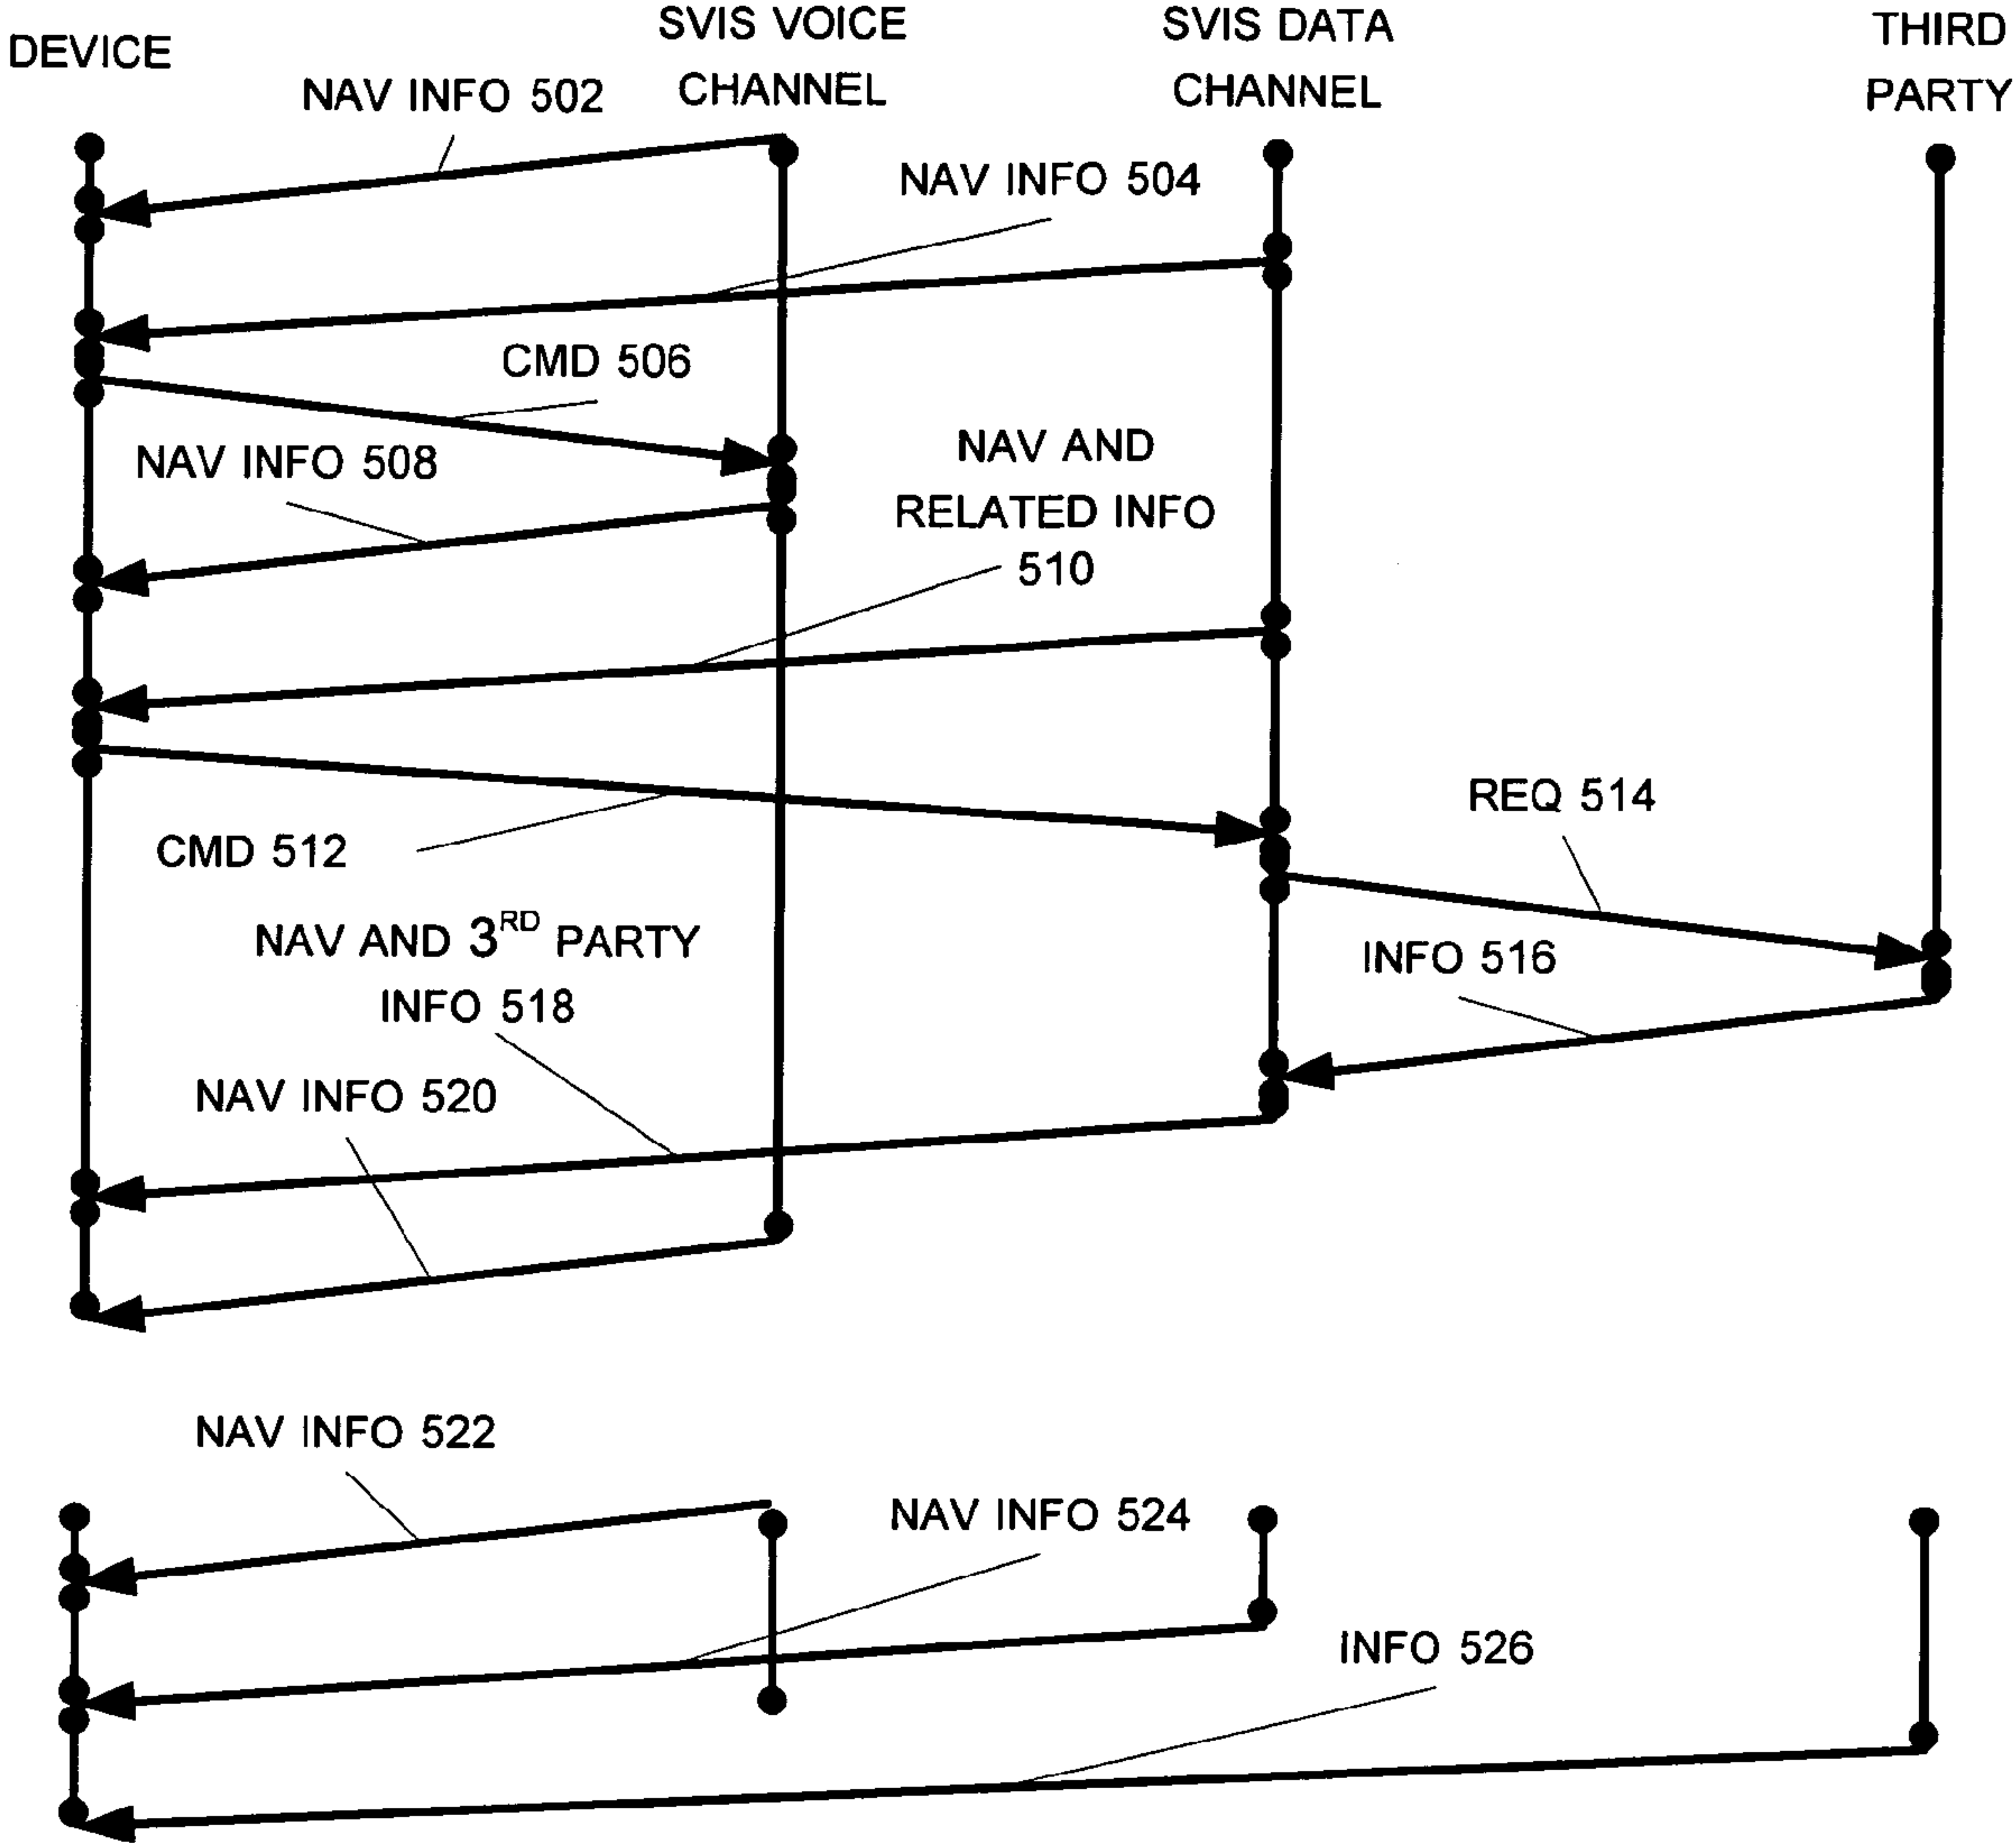 DEVICE
SVIS VOICE
CHANNEL
SVIS DATA
CHANNEL
THIRD
PARTY
NAV INFO 502
NAV INFO 504
CMD 506
NAV INFO 508
NAV AND
RELATED INFO
510
CMD 512
REQ 514
INFO 516
NAV AND 3RD PARTY
INFO 518
NAV INFO 520
NAV INFO 522
NAV INFO 524
INFO 526